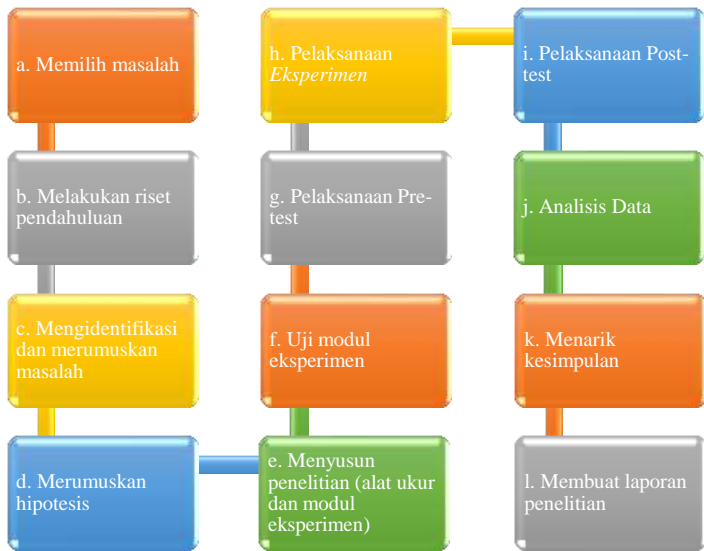 a. Memilih masalah
b. Melakukan riset
pendahuluan
c. Mengidentifikasi
dan merumuskan
masalah
d. Merumuskan
hipotesis
e. Menyusun
penelitian (alat ukur
dan modul
eksperimen)
f. Uji modul
eksperimen
g. Pelaksanaan Pre-
test
h. Pelaksanaan
Eksperimen
i. Pelaksanaan Post-
test
j. Analisis Data
k. Menarik
kesimpulan
l. Membuat laporan
penelitian